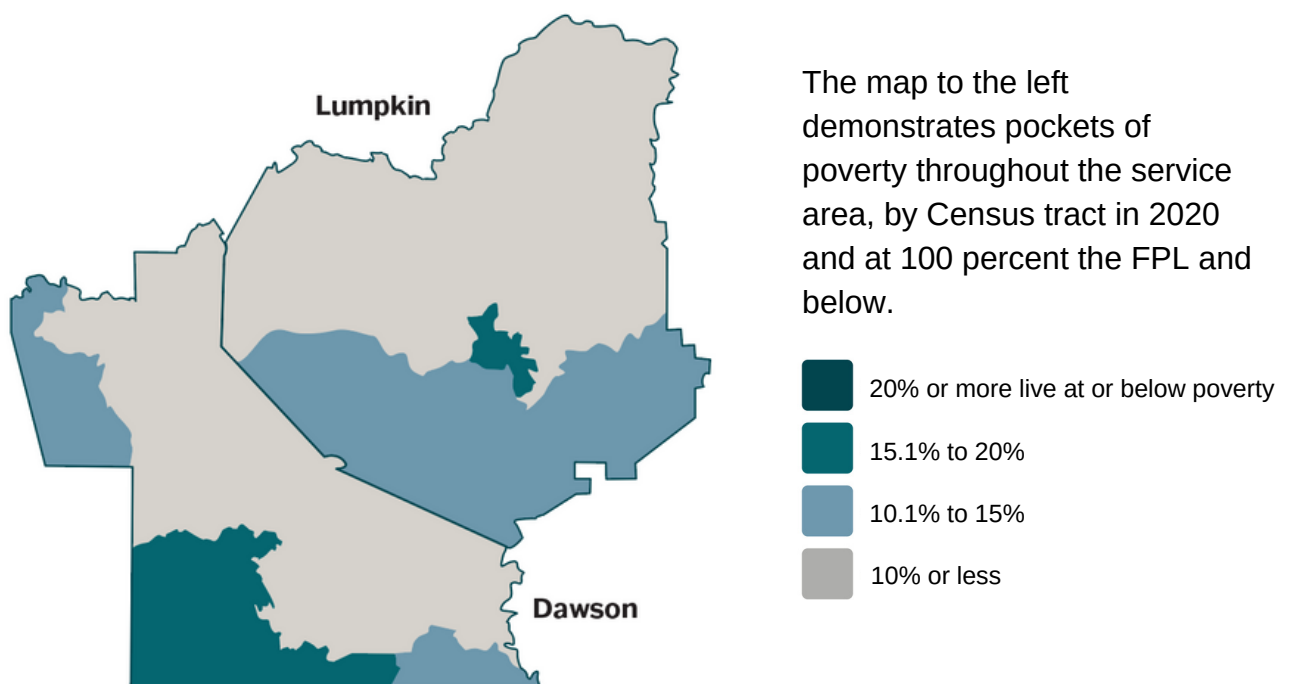 Lumpkin
Dawson
The map to the left
demonstrates pockets of
poverty throughout the service
area, by Census tract in 2020
and at 100 percent the FPL and
below.
20% or more live at or below poverty
15.1% to 20%
10.1% to 15%
10% or less